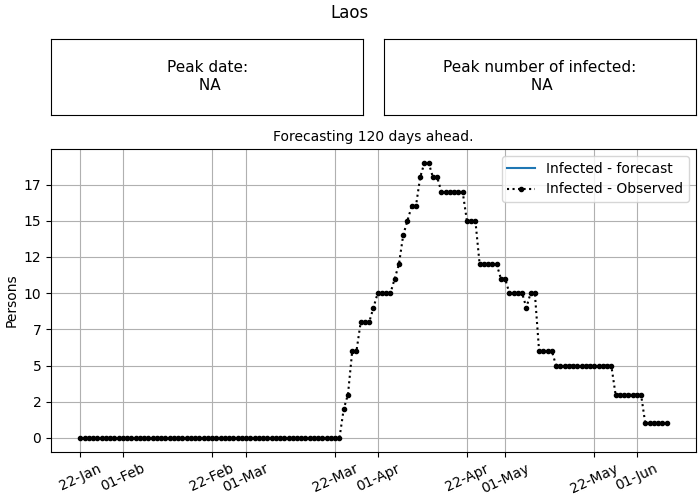 Laos
Peak date:
NA
Peak number of infected:
NA
Forecasting 120 days ahead.
Infected - forecast
Infected - Observed
Persons
17
15
12
10
7
5
2
0
22-Jan
01-Feb
22-Feb
01-Mar
22-Mar
01-Apr
22-Apr
01-May
22-May
01-Jun